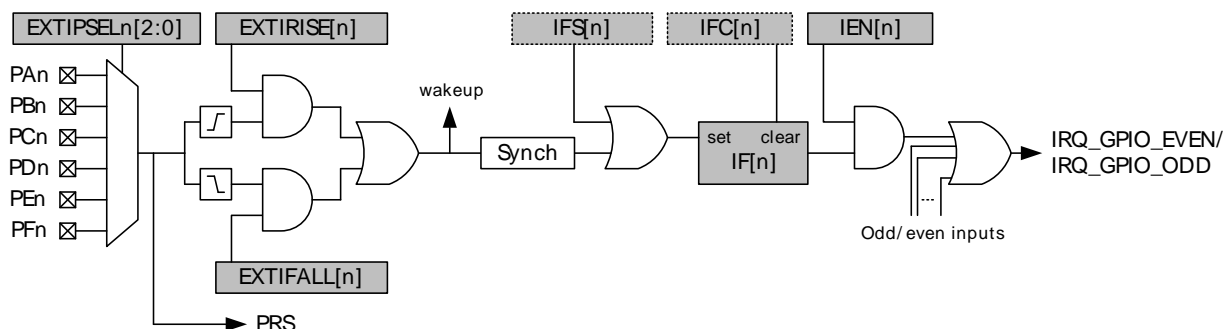 EXTIPSELn[2:0]
EXTIRISE[n]
IFS[n]
IFC[n]
IEN[n]
PAn
PBn
PCn
PDn
PEn
PFn
wakeup
Synch
set clear
IF[n]
IRQ_GPIO_EVEN/
IRQ_GPIO_ODD
...
Odd/even inputs
EXTIFALL[n]
PRS